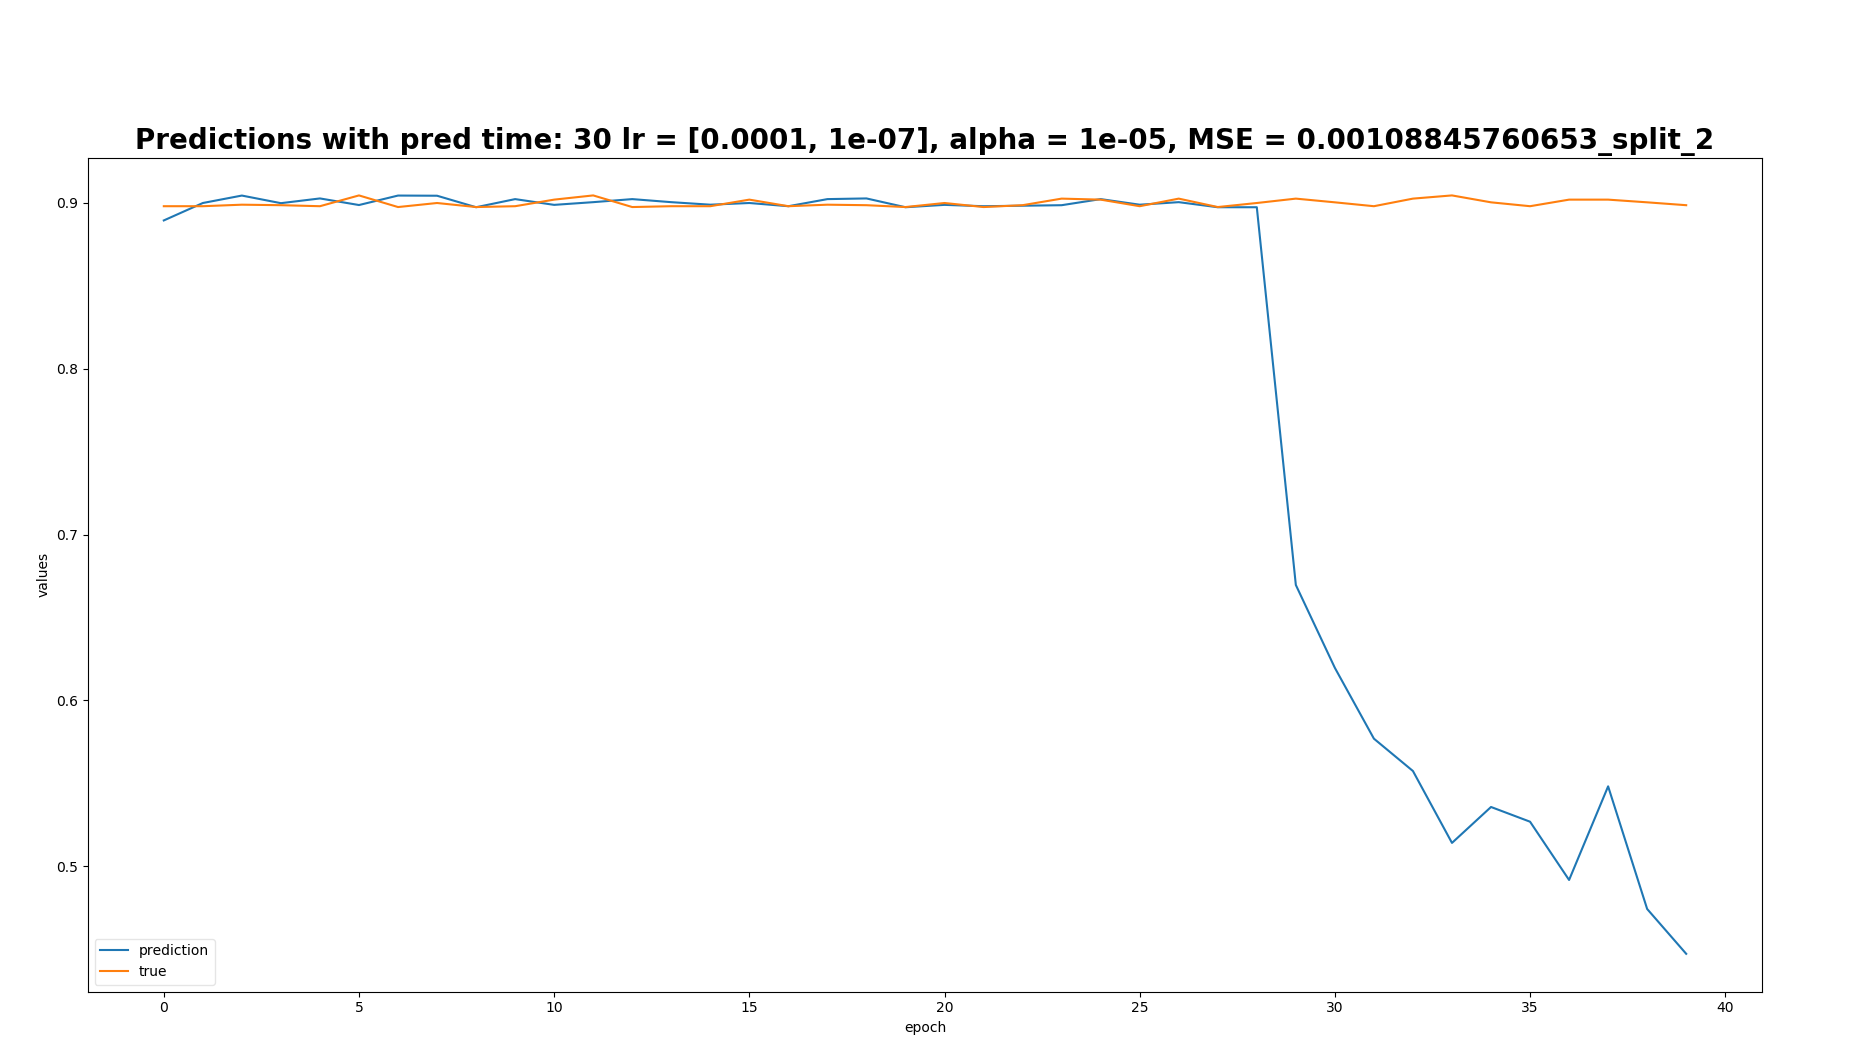 Predictions with pred time: 30 lr = [0.0001, 1e-07], alpha = 1e-05, MSE = 0.00108845760653_split_2
0.9
0.8
0.7
0.6
0.5
values
prediction
true
0 5 10 15 20 25 30 35 40
epoch